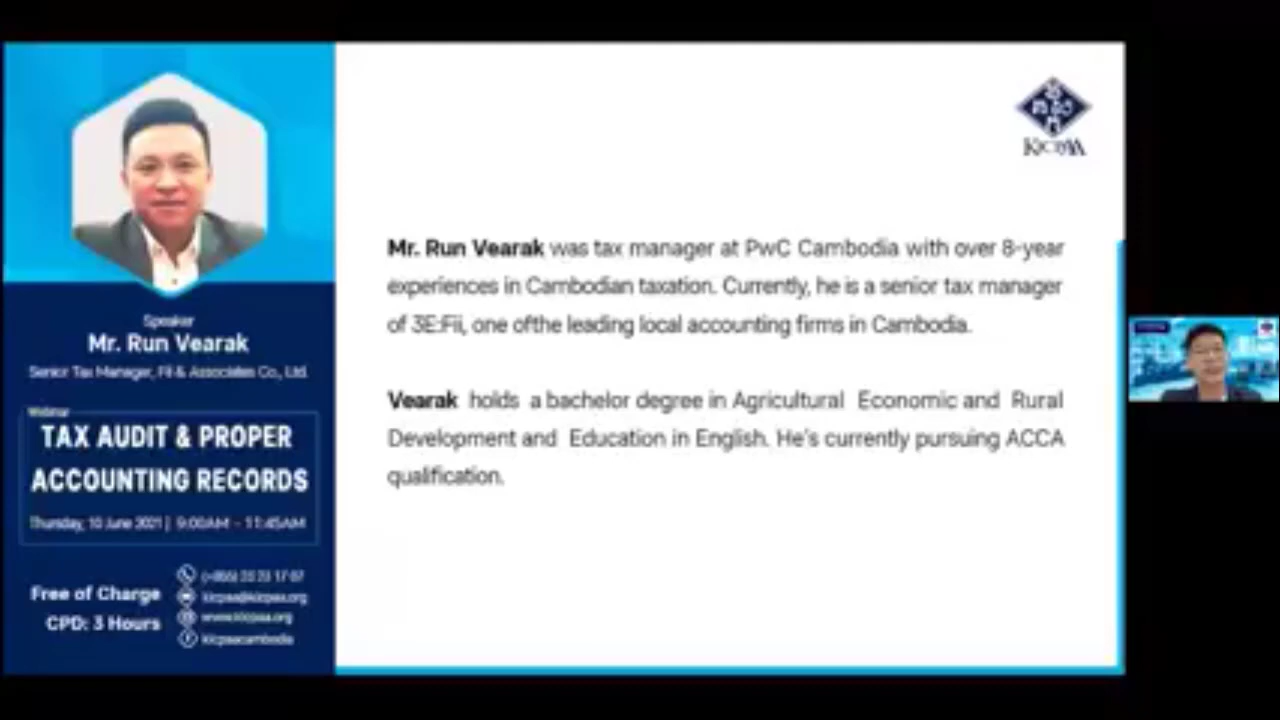 Speaker
Mr. Run Vearak
Senior Tax Manager, Fii & Associates Co., Ltd.
Webinar
TAX AUDIT & PROPER
ACCOUNTING RECORDS
Thursday, 10 June 2021 | 9:00AM - 11:45AM
Free of Charge
CPD: 3 Hours
kicpaa@kicpaa.org
www.kicpaa.org
kicpaacambodia
Mr. Run Vearak was tax manager at PwC Cambodia with over 8-year
experiences in Cambodian taxation. Currently, he is a senior tax manager
of 3E:Fii, one ofthe leading local accounting firms in Cambodia.
Vearak holds a bachelor degree in Agricultural Economic and Rural
Development and Education in English. He's currently pursuing ACCA
qualification.